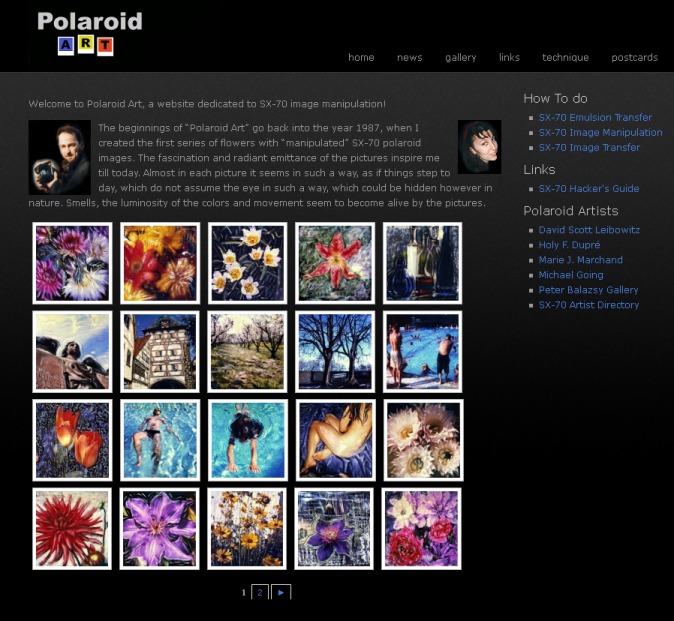 Polaroid
ART
home news gallery links technique postcards
Welcome to Polaroid Art, a website dedicated to SX-70 image manipulation!
The beginnings of “Polaroid Art” go back into the year 1987, when I
created the first series of flowers with “manipulated” SX-70 polaroid
images. The fascination and radiant emittance of the pictures inspire me
till today. Almost in each picture it seems in such a way, as if things step to
day, which do not assume the eye in such a way, which could be hidden however in
nature. Smells, the luminosity of the colors and movement seem to become alive by the pictures.
1 2 ►
How To do
SX-70 Emulsion Transfer
SX-70 Image Manipulation
SX-70 Image Transfer
Links
SX-70 Hacker's Guide
Polaroid Artists
David Scott Leibowitz
Holy F. Dupré
Marie J. Marchand
Michael Going
Peter Balazsy Gallery
SX-70 Artist Directory